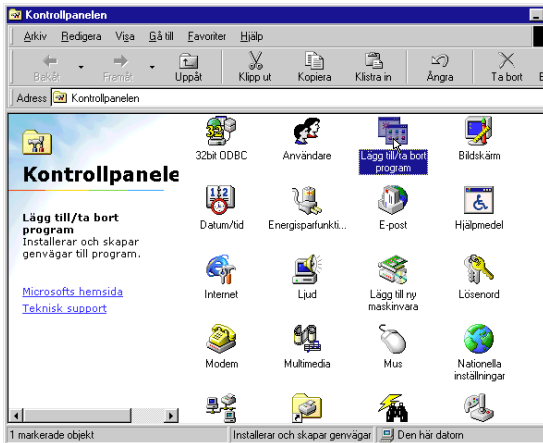 Kontrollpanelen
Arkiv Redigera Visa Gå till Favoriter Hjälp
Bakåt Framåt Uppåt Klipp ut Kopiera Klistra in Ångra Ta bort E
Adress Kontrollpanelen
Kontrollpanele
Lägg till/ta bort
program
Installerar och skapar
genvägar till program.
Microsofts hemsida
Teknisk support
32bit ODBC
Användare
Lägg till/ta bort
program
Bildskärm
Datum/tid
Energisparfunkti...
E-post
Hjälpmedel
Internet
Ljud
Lägg till ny
maskinvara
Lösenord
Modem
Multimedia
Mus
Nationella
inställningar
1 markerade objekt Installerar och skapar genvägar Den här datorn